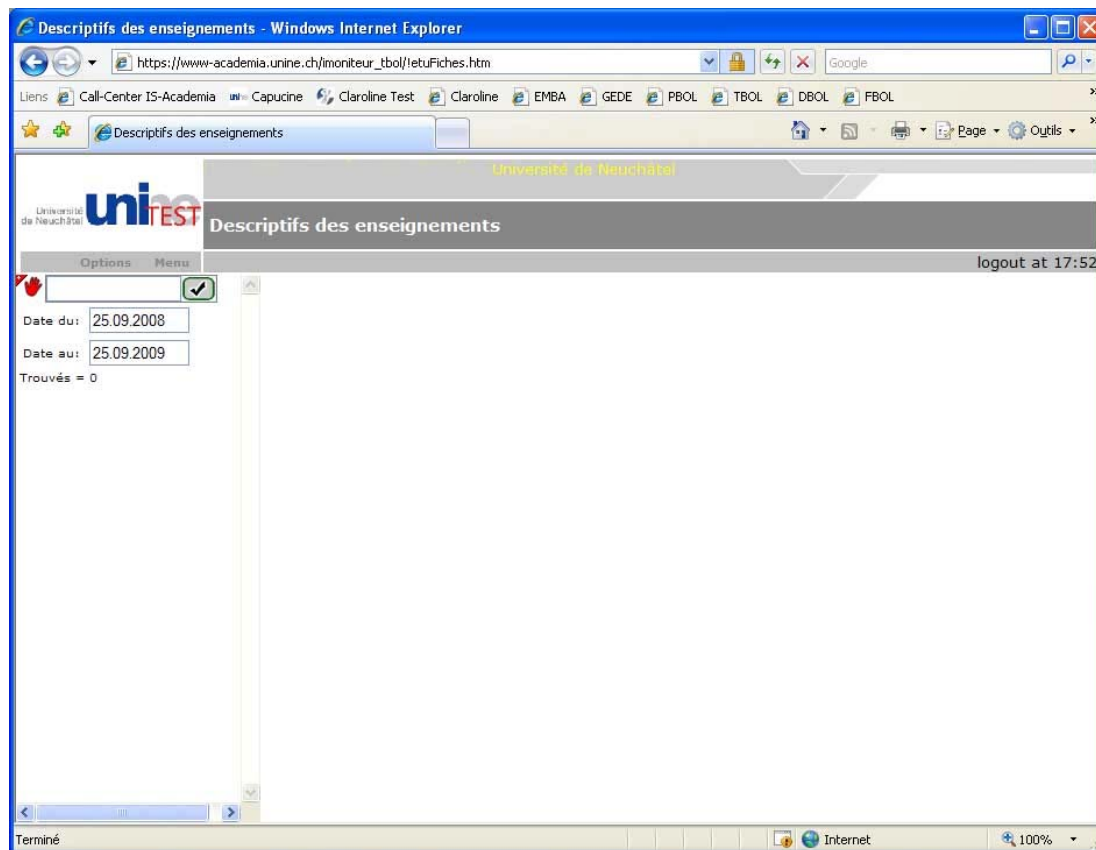 Descriptifs des enseignements - Windows Internet Explorer
https://www-academia.unine.ch/imoniteur_tbol/!etuFiches.htm
Google
Liens Call-Center IS-Academia Capucine Claroline Test Claroline EMBA GEDE PBOL TBOL DBOL FBOL »
Descriptifs des enseignements
Page Outils »
Université de Neuchâtel
Université de Neuchâtel
uni TEST
Descriptifs des enseignements
Options Menu
logout at 17:52
Date du: 25.09.2008
Date au: 25.09.2009
Trouvés = 0
Terminé
Internet
100%